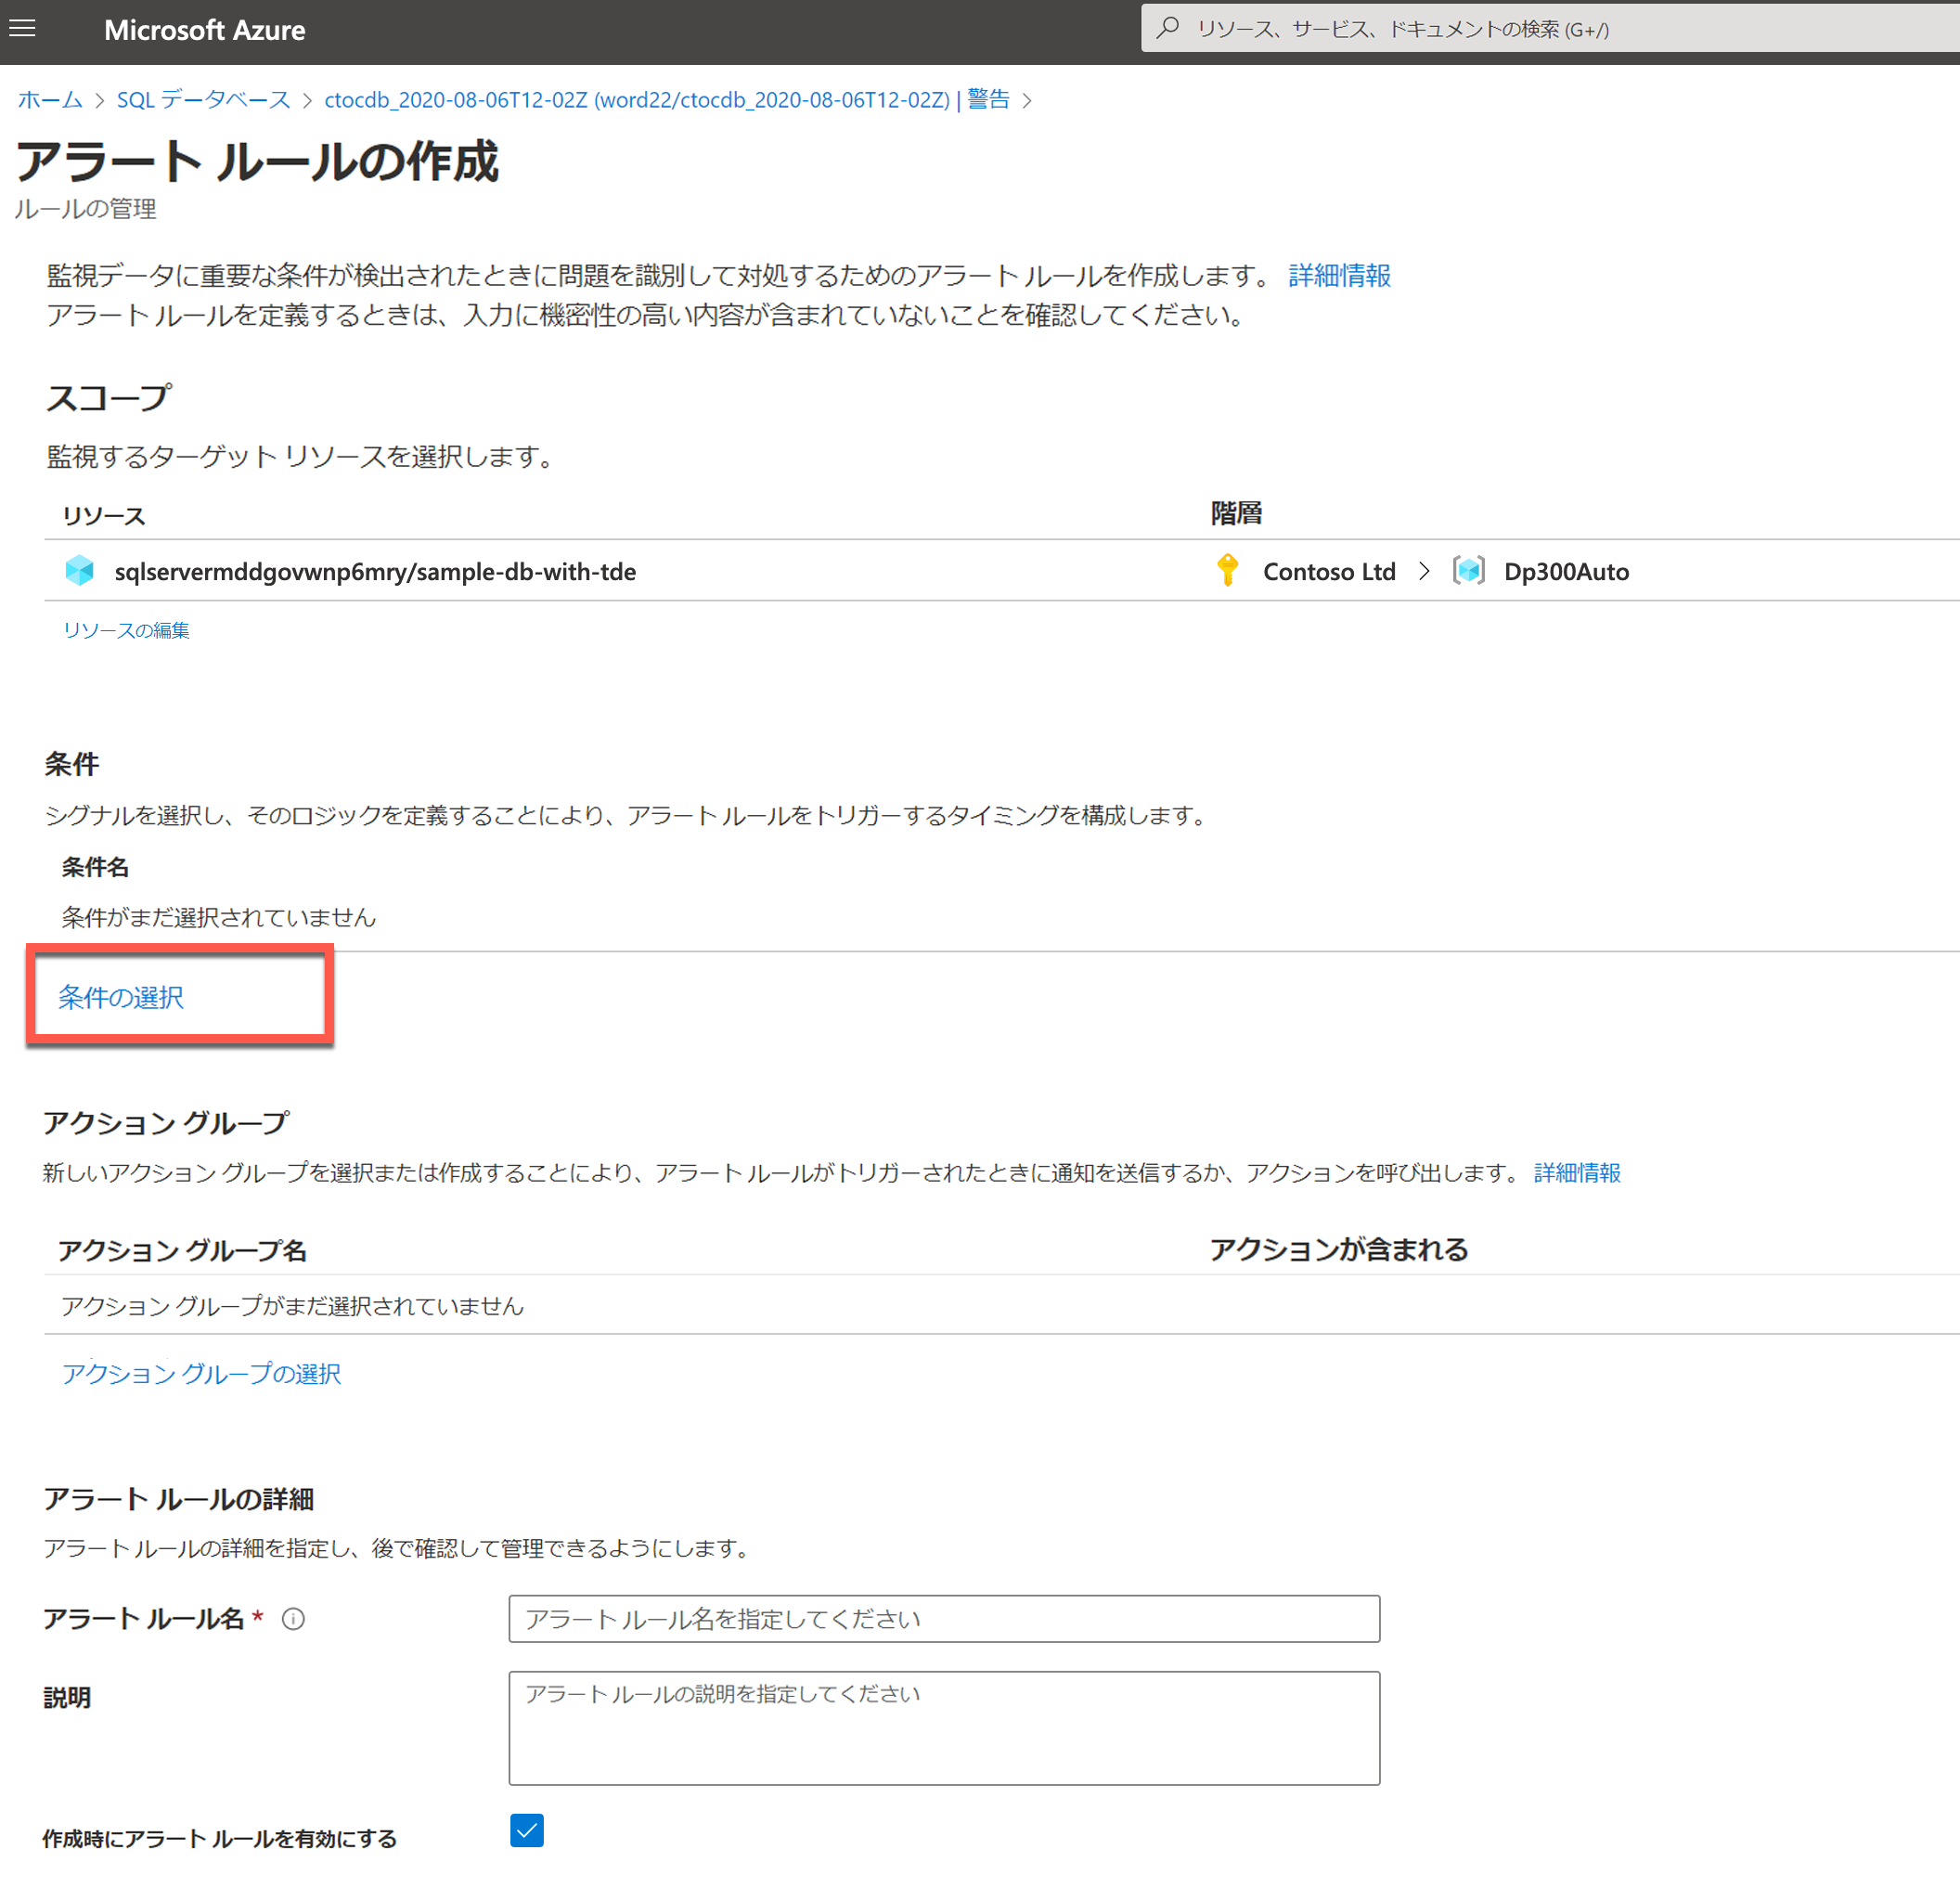 Microsoft Azure
リソース、サービス、ドキュメントの検索 (G+/)
ホーム > SQL データベース > ctocdb_2020-08-06T12-02Z (word22/ctocdb_2020-08-06T12-02Z) | 警告 >
アラート ルールの作成
ルールの管理
監視データに重要な条件が検出されたときに問題を識別して対処するためのアラート ルールを作成します。 詳細情報
アラート ルールを定義するときは、入力に機密性の高い内容が含まれていないことを確認してください。
スコープ
監視するターゲット リソースを選択します。
リソース 階層
sqlservermddgovwnp6mry/sample-db-with-tde Contoso Ltd > Dp300Auto
リソースの編集
条件
シグナルを選択し、そのロジックを定義することにより、アラート ルールをトリガーするタイミングを構成します。
条件名
条件がまだ選択されていません
条件の選択
アクション グループ
新しいアクション グループを選択または作成することにより、アラート ルールがトリガーされたときに通知を送信するか、アクションを呼び出します。 詳細情報
アクション グループ名 アクションが含まれる
アクション グループがまだ選択されていません
アクション グループの選択
アラート ルールの詳細
アラート ルールの詳細を指定し、後で確認して管理できるようにします。
アラート ルール名 * アラート ルール名を指定してください
説明 アラート ルールの説明を指定してください
作成時にアラート ルールを有効にする